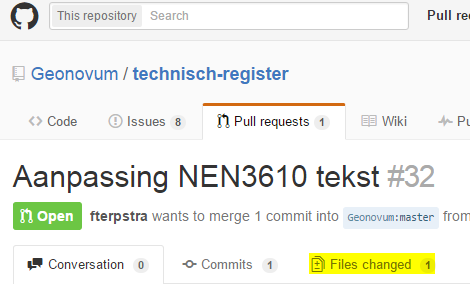 This repository Search Pull re
Geonovum / technisch-register
Code Issues 8 Pull requests 1 Wiki Pu
Aanpassing NEN3610 tekst #32
Open fterpstra wants to merge 1 commit into Geonovum:master from
Conversation 0 Commits 1 Files changed 1